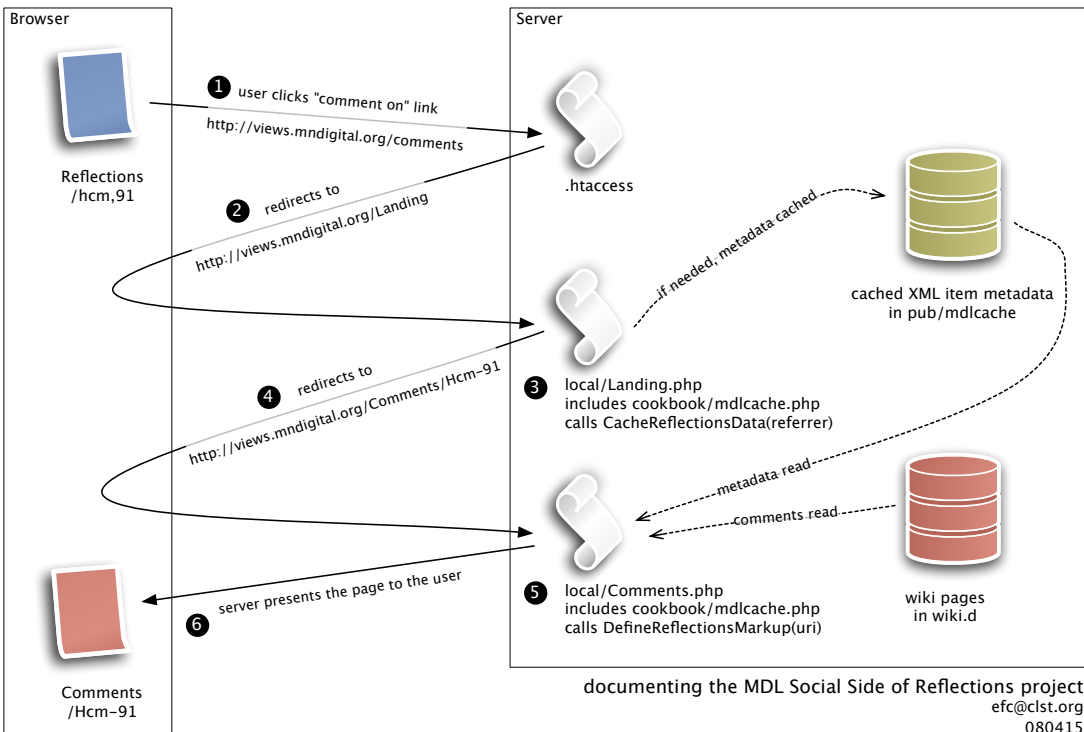 Browser
Server
1
user clicks "comment on" link
http://views.mndigital.org/comments
Reflections
/hcm,91
.htaccess
2
redirects to
http://views.mndigital.org/Landing
if needed, metadata cached
cached XML item metadata
in pub/mdlcache
3
local/Landing.php
includes cookbook/mdlcache.php
calls CacheReflectionsData(referrer)
4
redirects to
http://views.mndigital.org/Comments/Hcm-91
metadata read
comments read
5
local/Comments.php
includes cookbook/mdlcache.php
calls DefineReflectionsMarkup(uri)
wiki pages
in wiki.d
6
server presents the page to the user
Comments
/Hcm-91
documenting the MDL Social Side of Reflections project
efc@clst.org
080415